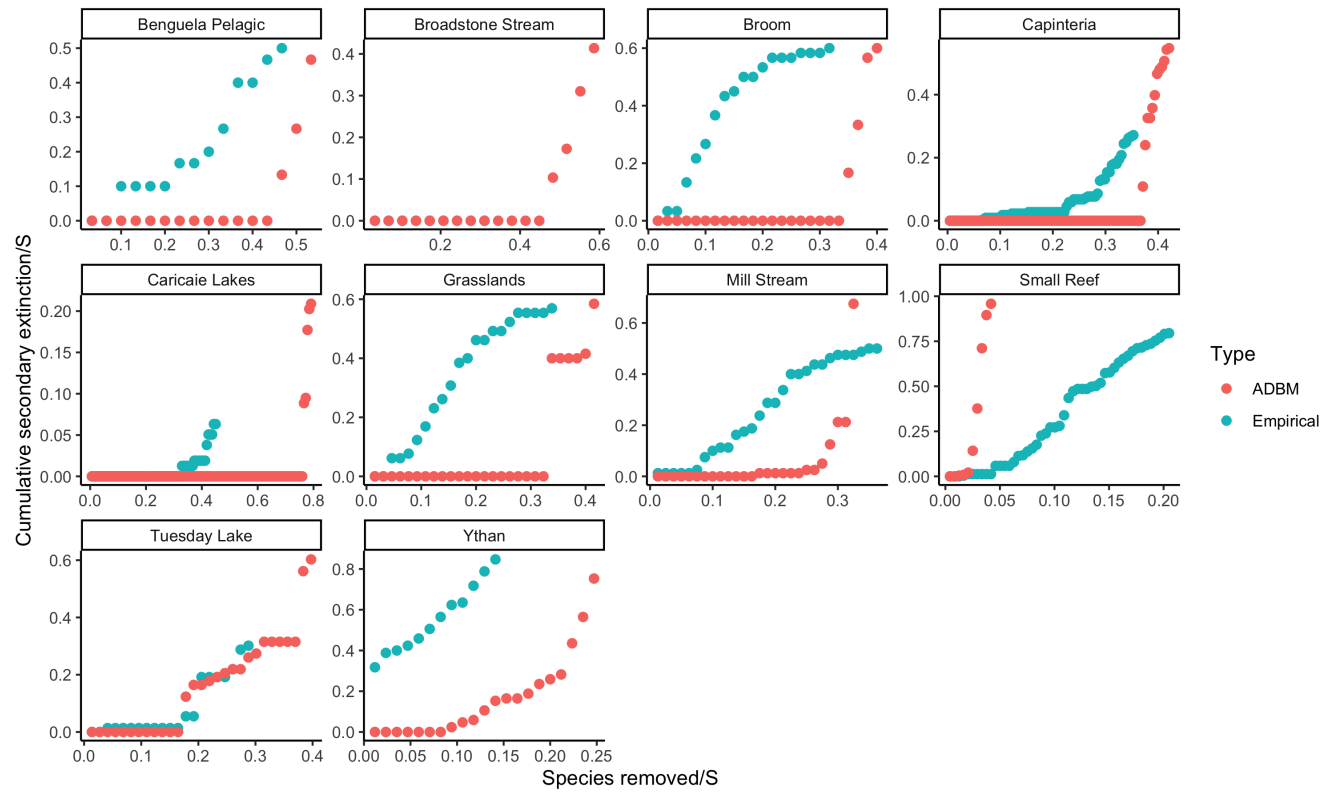 Benguela Pelagic Broadstone Stream Broom Capinteria
0.5 0.4 0.3 0.2 0.1 0.0
0.1 0.2 0.3 0.4 0.5
0.4 0.3 0.2 0.1 0.0
0.2 0.4 0.6
0.6 0.4 0.2 0.0
0.0 0.1 0.2 0.3 0.4
0.4 0.2 0.0
0.0 0.1 0.2 0.3 0.4
Caricaie Lakes Grasslands Mill Stream Small Reef
0.20 0.15 0.10 0.05 0.00
0.0 0.2 0.4 0.6 0.8
0.6 0.4 0.2 0.0
0.0 0.1 0.2 0.3 0.4
0.6 0.4 0.2 0.0
0.0 0.1 0.2 0.3
1.00 0.75 0.50 0.25 0.00
0.00 0.05 0.10 0.15 0.20
Tuesday Lake Ythan
0.6 0.4 0.2 0.0
0.0 0.1 0.2 0.3 0.4
0.8 0.6 0.4 0.2 0.0
0.00 0.05 0.10 0.15 0.20 0.25
Cumulative secondary extinction/S
Species removed/S
Type
ADBM
Empirical